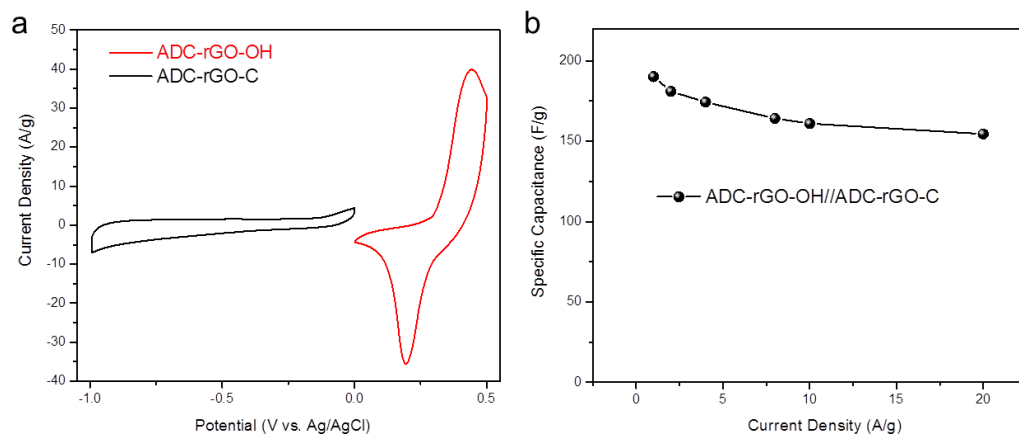 a
ADC-rGO-OH
ADC-rGO-C
Current Density (A/g)
50
40
30
20
10
0
-10
-20
-30
-40
-1.0
-0.5
0.0
0.5
Potential (V vs. Ag/AgCl)
b
Specific Capacitance (F/g)
200
150
100
50
0
ADC-rGO-OH//ADC-rGO-C
0
5
10
15
20
Current Density (A/g)